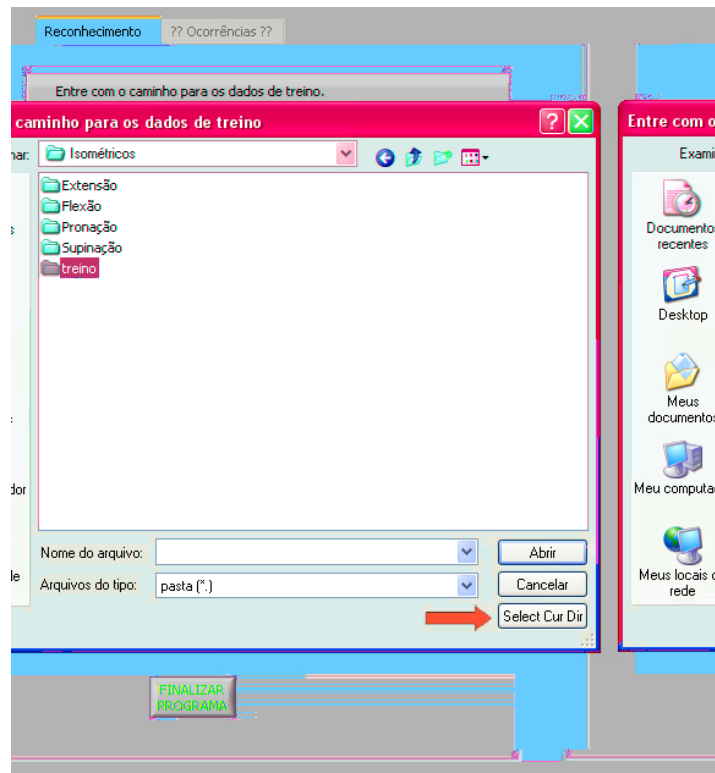 Reconhecimento
?? Ocorrências ??
Entre com o caminho para os dados de treino.
caminho para os dados de treino
Isométricos
Extensão
Flexão
Pronação
Supinação
treino
Nome do arquivo:
Abrir
Arquivos do tipo:
pasta (*.)
Cancelar
Select Cur Dir
FINALIZAR
PROGRAMA
Entre com o
Exami
Documentos
recentes
Desktop
Meus
documentos
Meu computa
Meus locais
rede